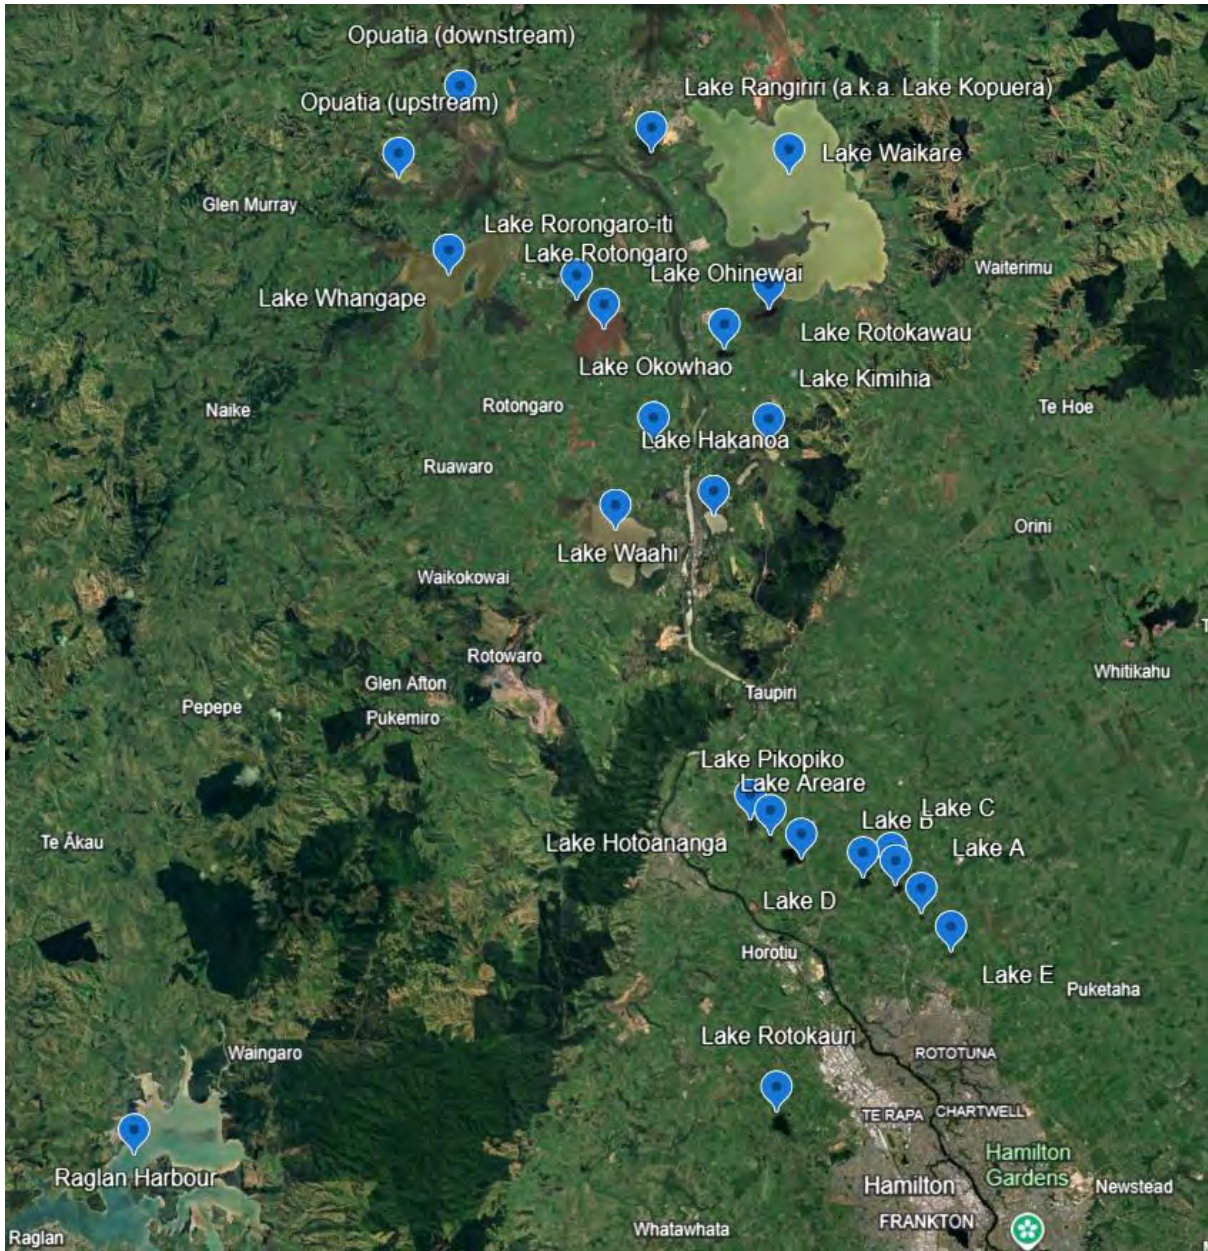 Opuatia (downstream)
Lake Rangiriri (a.k.a. Lake Kopuera)
Opuatia (upstream)
Lake Waikare
Glen Murray
Lake Rorongaro-iti
Lake Rotongaro
Lake Ohinewai
Waiterimu
Lake Whangape
Lake Rotokawau
Lake Okowhao
Lake Kimihia
Naike
Rotongaro
Te Hoe
Lake Hakanoa
Ruawaro
Orini
Lake Waahi
Waikokowai
Rotowaro
Whitikahu
Glen Afton
Taupiri
Pepepe
Pukemiro
Lake Pikopiko
Lake Areare
Lake C
Lake B
Te Ākau
Lake Hotoananga
Lake A
Lake D
Horotiu
Lake E
Puketaha
Lake Rotokauri
Waingaro
ROTOTUNA
TE RAPA
CHARTWELL
Hamilton
Gardens
Raglan Harbour
Hamilton
Newstead
FRANKTON
Whatawhata
Raglan